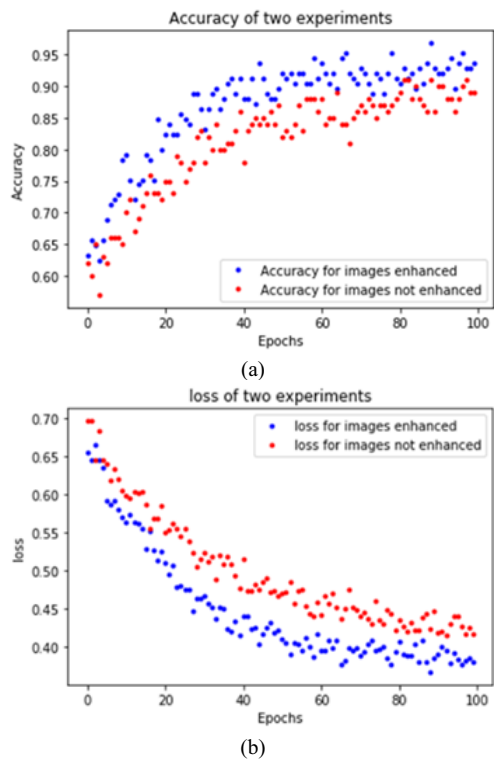 Accuracy of two experiments
0.95
0.90
0.85
0.80
0.75
0.70
0.65
0.60
Accuracy
Accuracy for images enhanced
Accuracy for images not enhanced
0 20 40 60 80 100
Epochs
(a)
loss of two experiments
0.70
0.65
0.60
0.55
0.50
0.45
0.40
loss
loss for images enhanced
loss for images not enhanced
0 20 40 60 80 100
Epochs
(b)